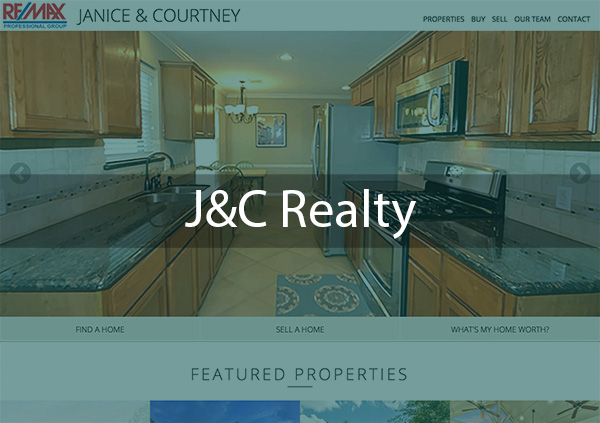 RE/MAX
PROFESSIONAL GROUP
JANICE & COURTNEY
PROPERTIES BUY SELL OUR TEAM CONTACT
J&C Realty
FIND A HOME
SELL A HOME
WHAT'S MY HOME WORTH?
FEATURED PROPERTIES